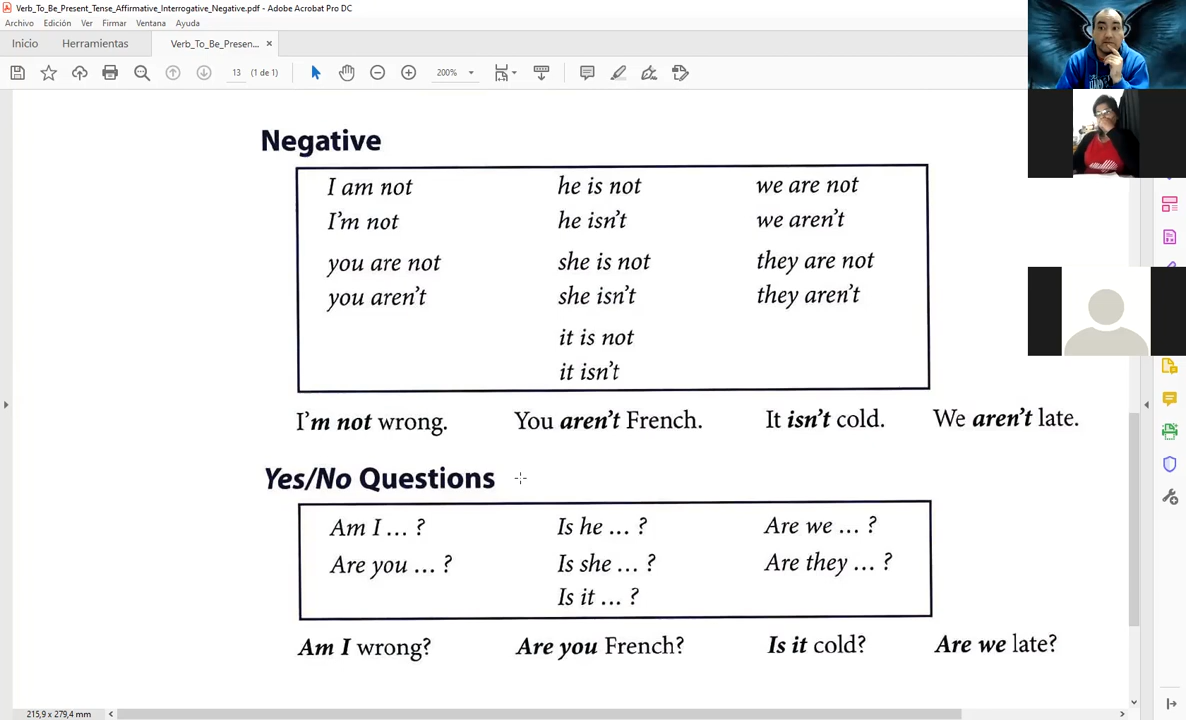 Verb_To_Be_Present_Tense_Affirmative_Interrogative_Negative.pdf - Adobe Acrobat Pro DC
Archivo Edición Ver Firmar Ventana Ayuda
Inicio Herramientas Verb_To_Be_Presen... ×
13 (1 de 1) 200%
Negative
I am not he is not we are not
I'm not he isn't we aren't
you are not she is not they are not
you aren't she isn't they aren't
it is not
it isn't
I'm not wrong. You aren't French. It isn't cold. We aren't late.
Yes/No Questions
Am I ... ? Is he ... ? Are we ... ?
Are you ... ? Is she ... ? Are they ... ?
Is it ... ?
Am I wrong? Are you French? Is it cold? Are we late?
215,9 x 279,4 mm